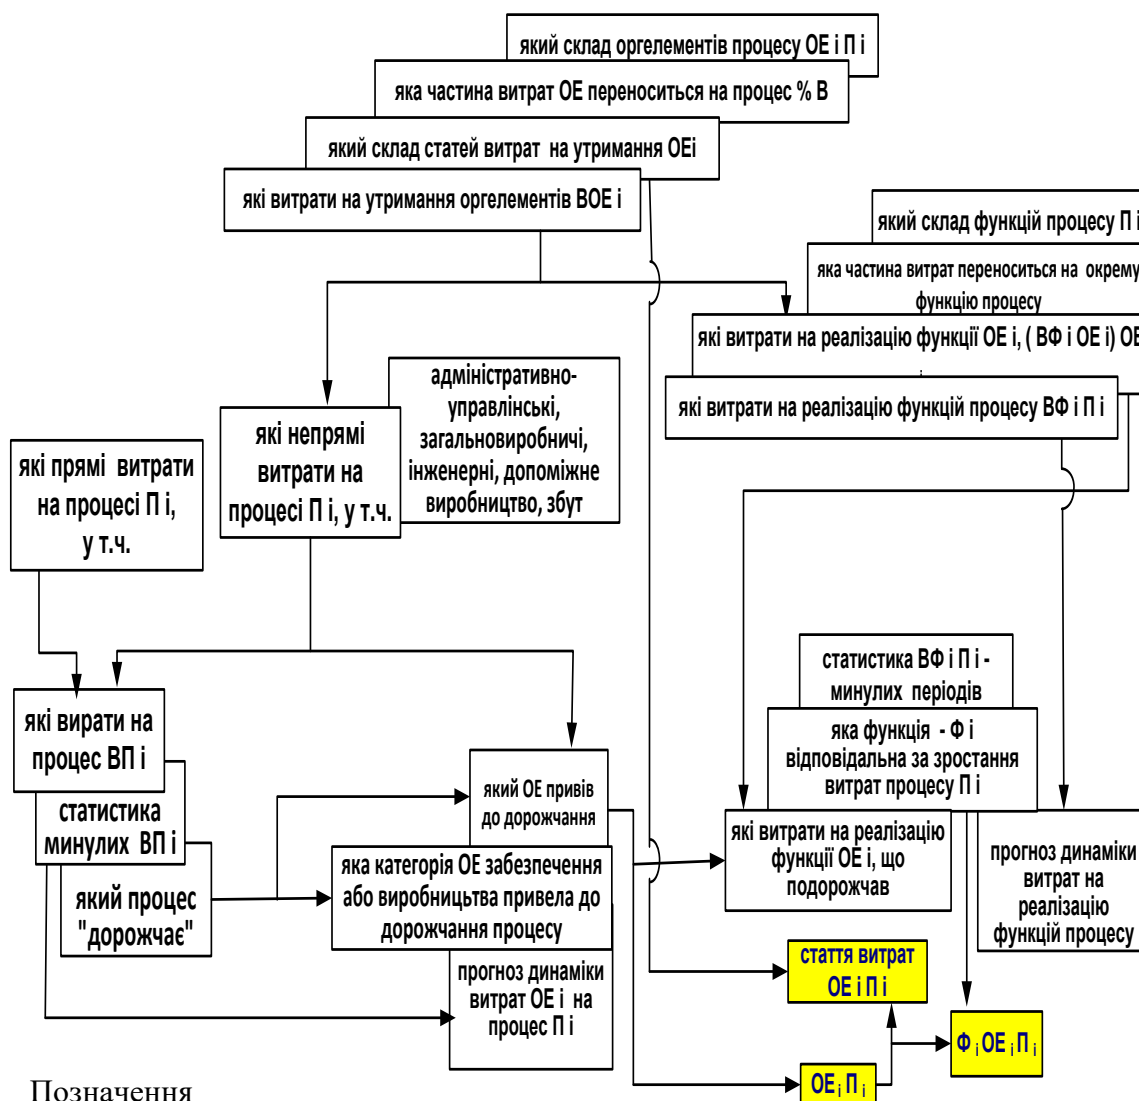 який склад оргелементів процесу ОЕ і П і
яка частина витрат ОЕ переноситься на процес % В
який склад статей витрат на утримання ОЕі
які витрати на утримання оргелементів ВОЕ і
який склад функцій процесу П і
яка частина витрат переноситься на окрему
функцію процесу
які витрати на реалізацію функції ОЕ і, ( ВФ і ОЕ і) ОЕ
які витрати на реалізацію функцій процесу ВФ і П і
адміністративно-
управлінські,
загальновиробничі,
інженерні, допоміжне
виробництво, збут
які непрямі
витрати на
процесі П і, у т.ч.
які прямі витрати
на процесі П і,
у т.ч.
статистика ВФ і П і -
минулих періодів
які вирати на
процес ВП і
яка функція - Ф і
відповідальна за зростання
витрат процесу П і
який ОЕ привів
до дорожчання
статистика
минулих ВП і
які витрати на реалізацію
функції ОЕ і, що
подорожчав
прогноз динаміки
витрат на
реалізацію
функцій процесу
яка категорія ОЕ забезпечення
або виробництва привела до
дорожчання процесу
який процес
"дорожчає"
стаття витрат
ОЕ і П і
прогноз динаміки
витрат ОЕ і на
процес П і
Ф і ОЕ і П і
ОЕ і П і
Позначення